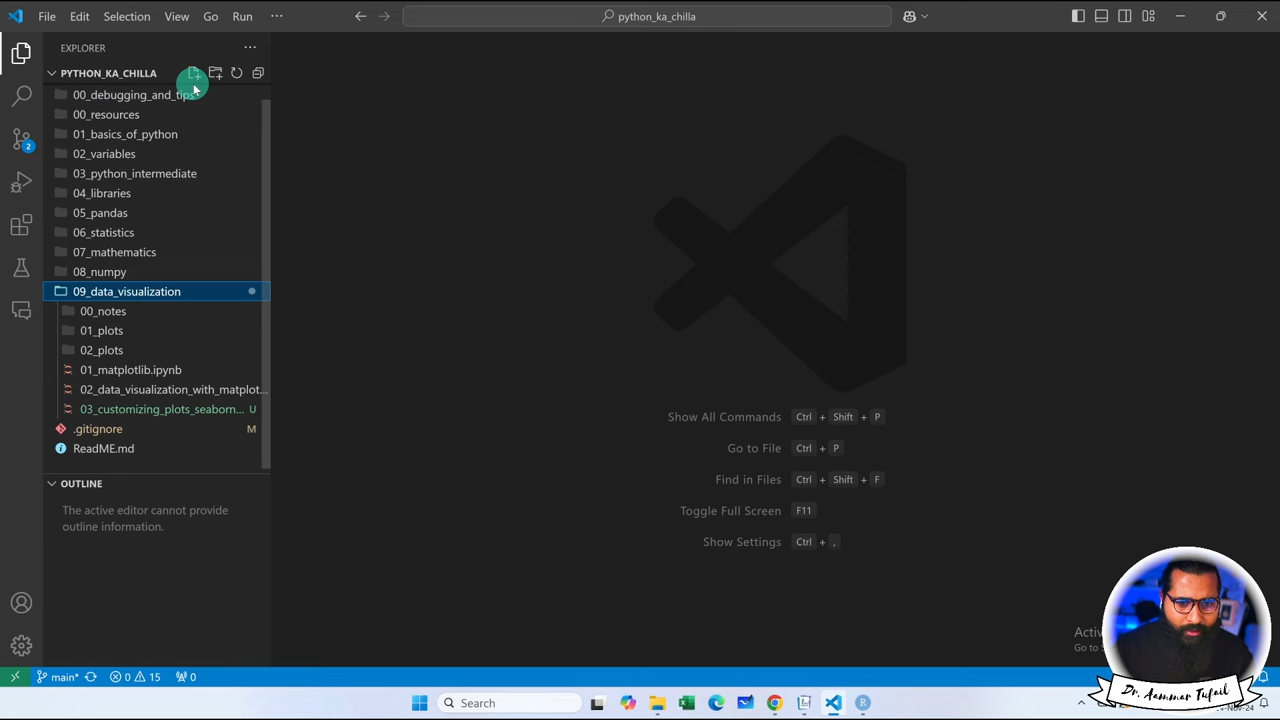 File Edit Selection View Go Run ···
python_ka_chilla
EXPLORER
PYTHON_KA_CHILLA
00_debugging_and_tips
00_resources
01_basics_of_python
02_variables
03_python_intermediate
04_libraries
05_pandas
06_statistics
07_mathematics
08_numpy
09_data_visualization
00_notes
01_plots
02_plots
01_matplotlib.ipynb
02_data_visualization_with_matplot...
03_customizing_plots_seaborn... U
.gitignore M
ReadME.md
OUTLINE
The active editor cannot provide
outline information.
2
Show All Commands Ctrl + Shift + P
Go to File Ctrl + P
Find in Files Ctrl + Shift + F
Toggle Full Screen F11
Show Settings Ctrl + ,
Dr. Aammar Tufail
main* 0 15 0
Search